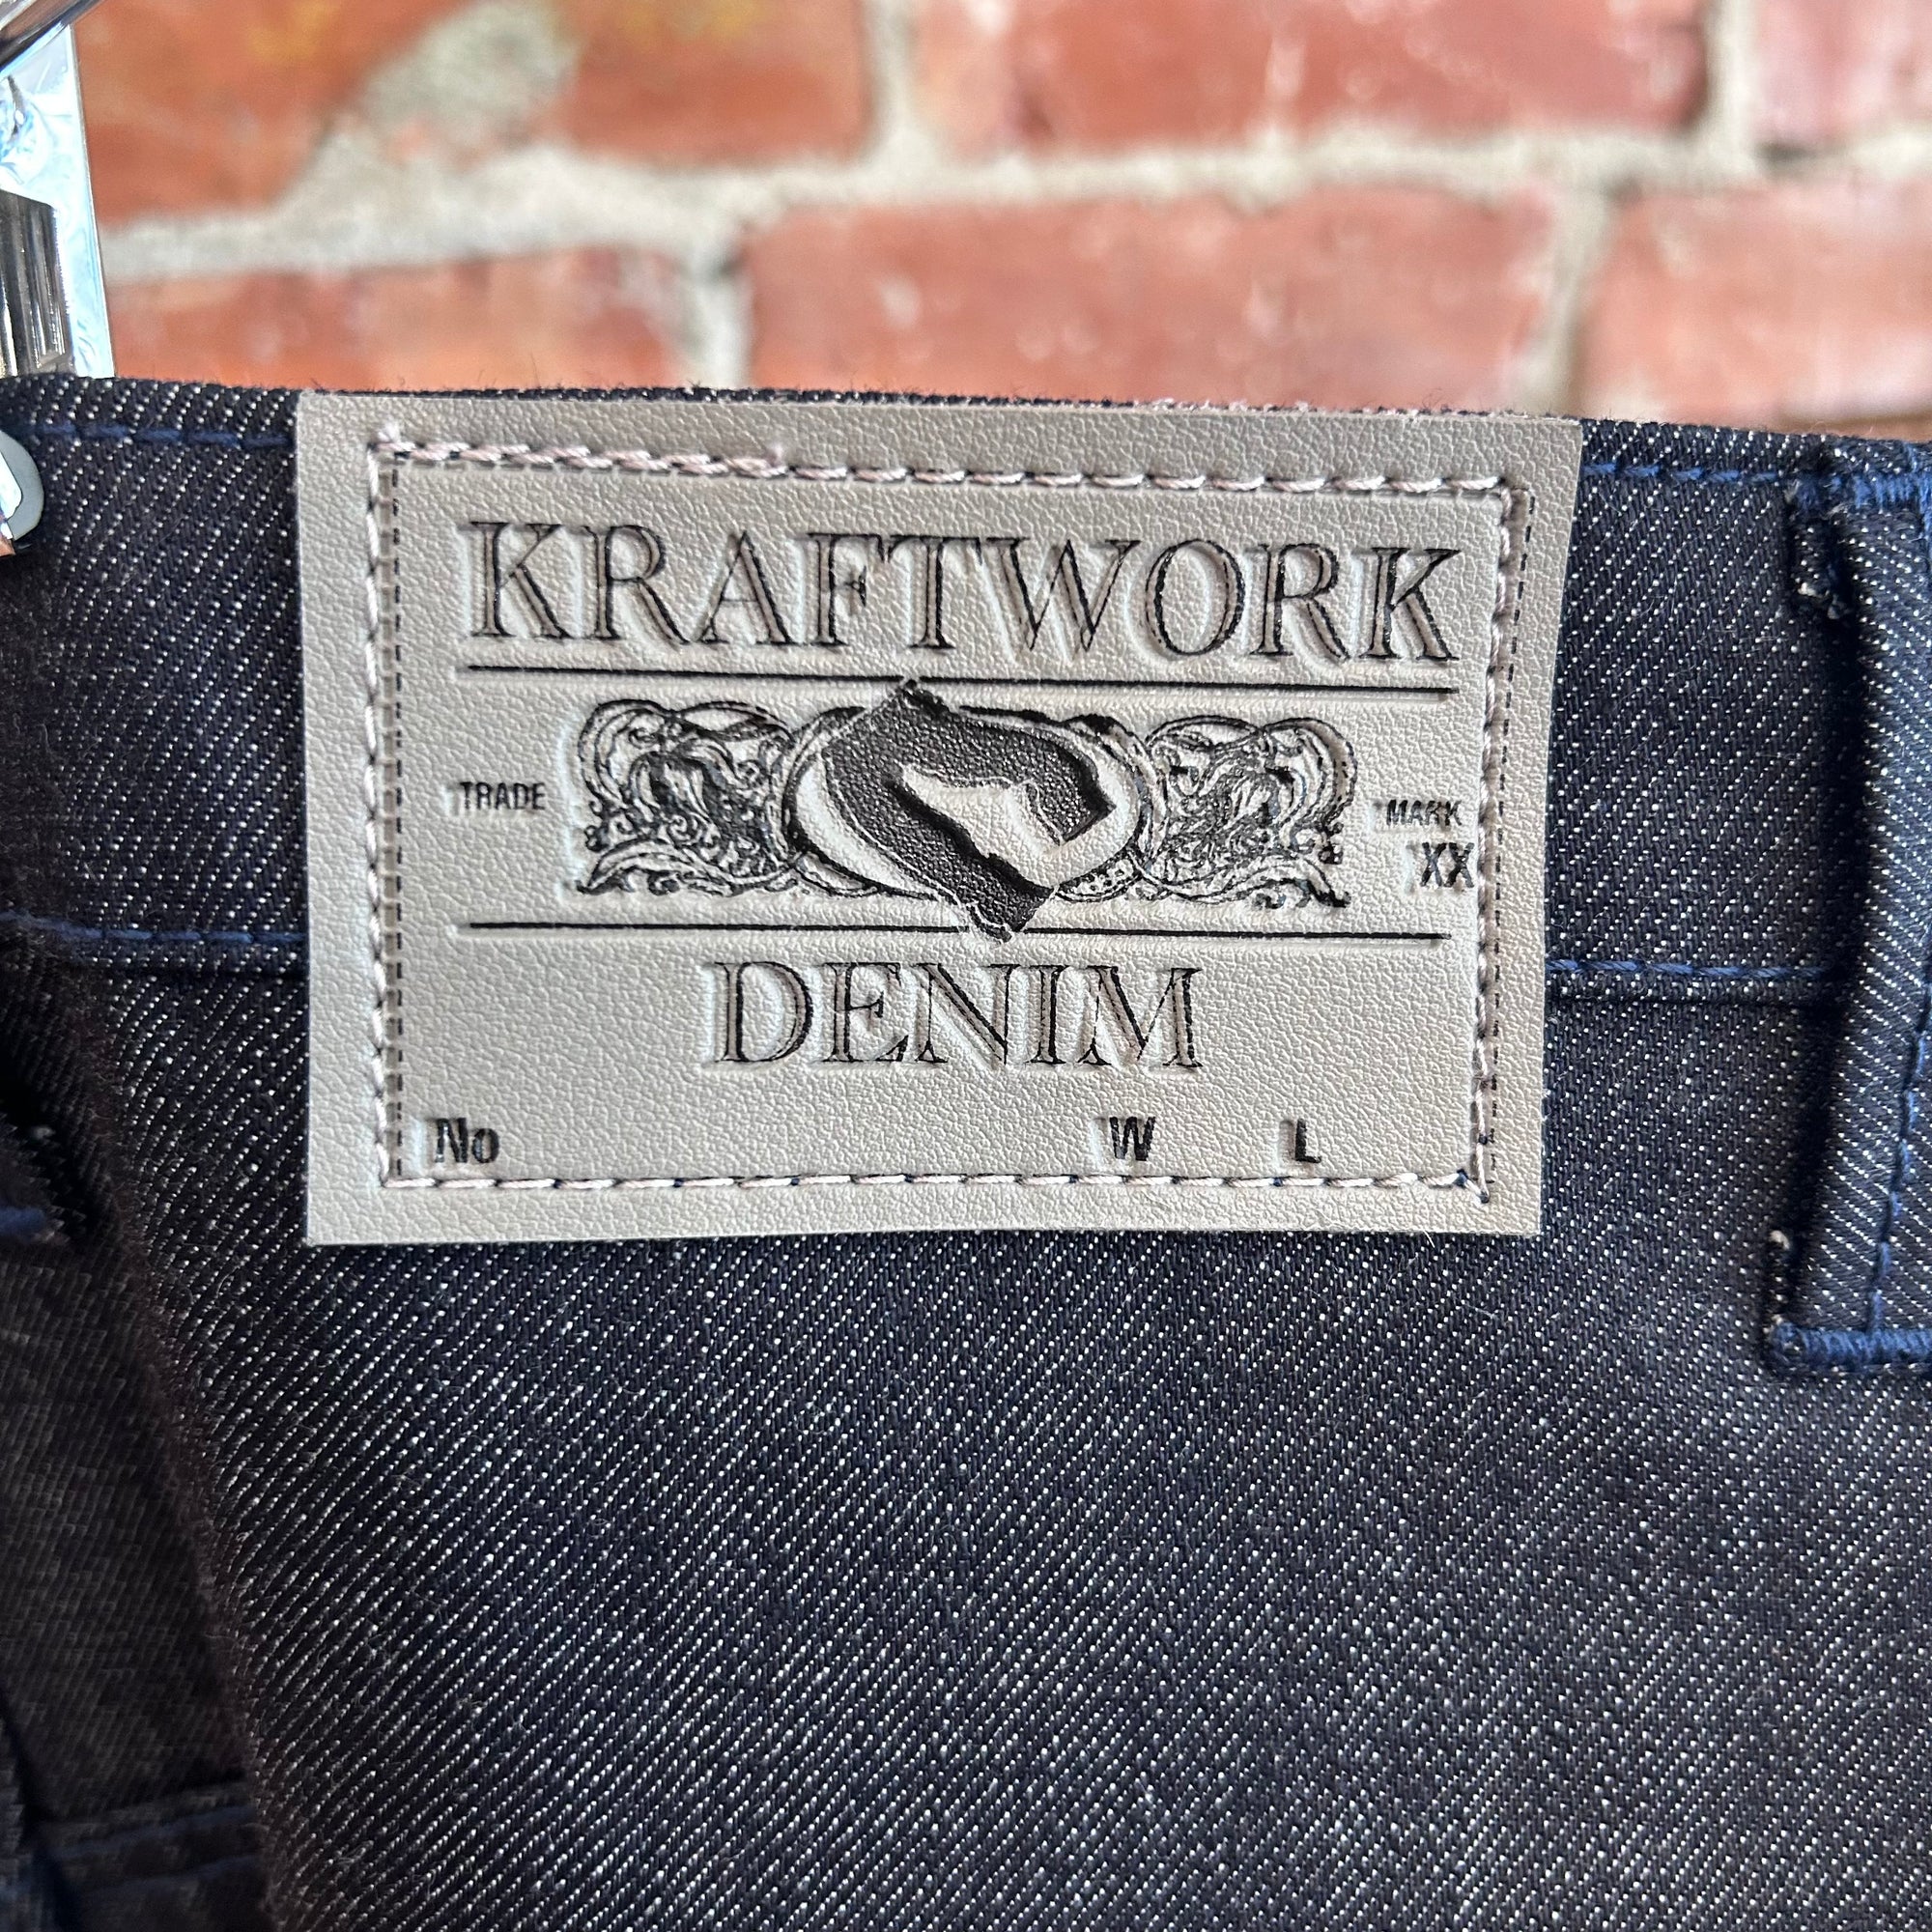 KRAFTWORK
TRADE MARK
XX
DENIM
No W L